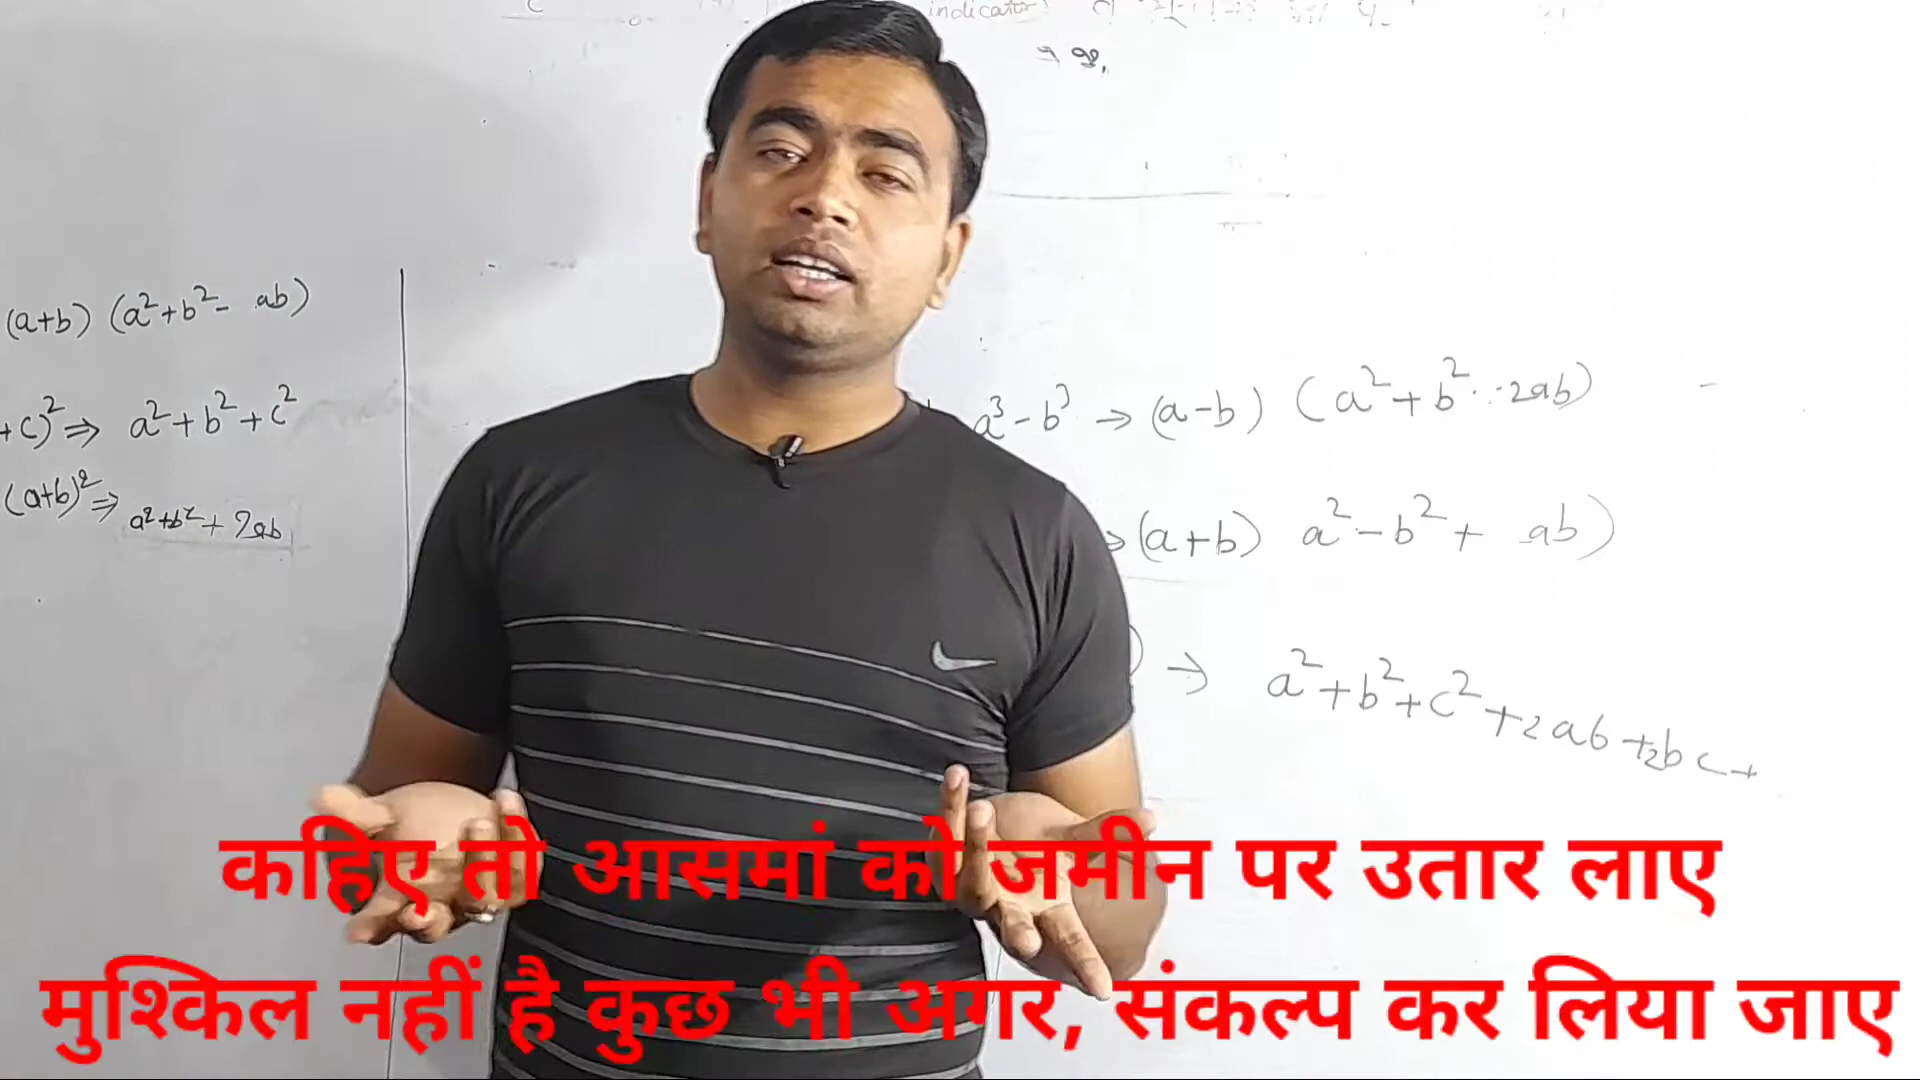 indicator)
(a+b) (a²+b²- ab)
+c)² ⇒ a²+b²+c²
(a+b)² ⇒ a²+b²+2ab
a³-b³ → (a-b) (a²+b² 2ab)
(a+b) a²-b²+ ab)
) → a²+b²+c²+2ab+2bc+
कहिए तो आसमां को जमीन पर उतार लाए
मुश्किल नहीं है कुछ भी अगर, संकल्प कर लिया जाए